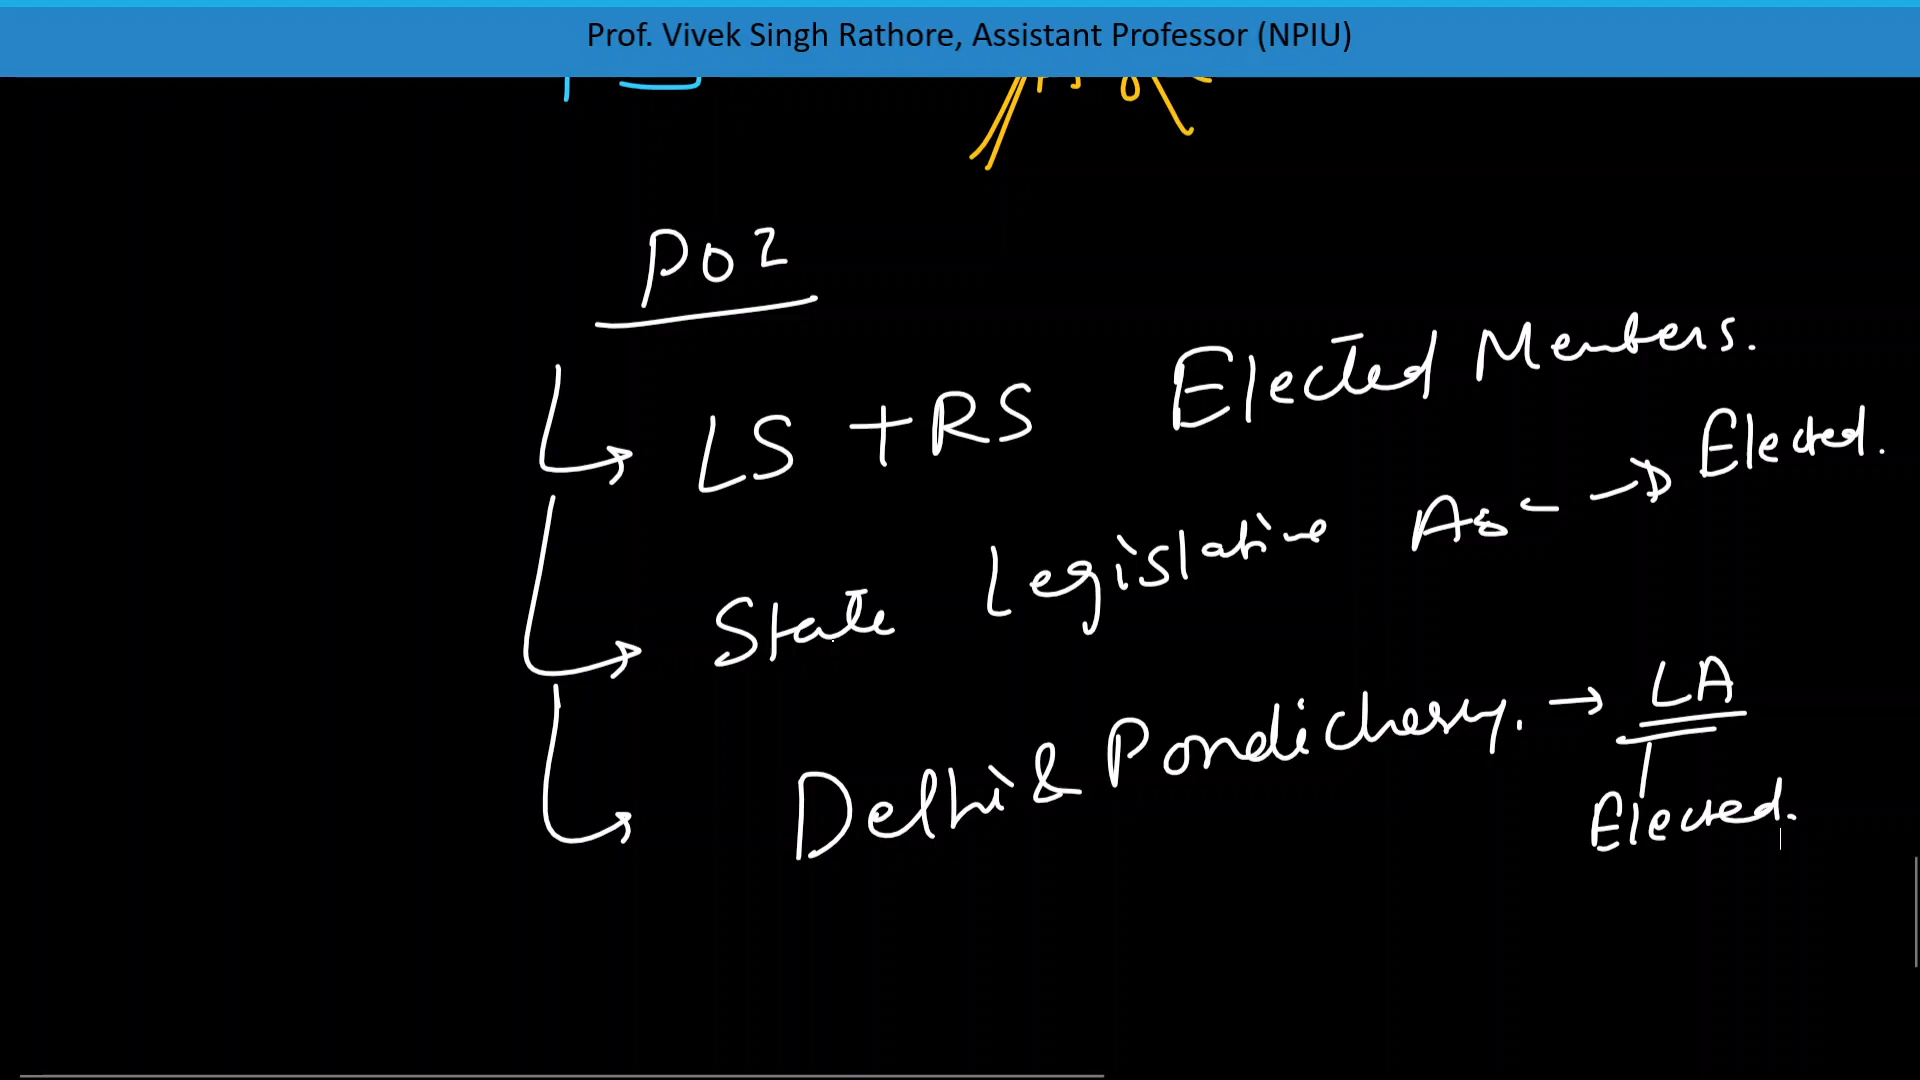 Prof. Vivek Singh Rathore, Assistant Professor (NPIU)
POI
LS + RS Elected Members.
State Legislative As → Elected.
Delhi & Pondichery. → LA
Elected.